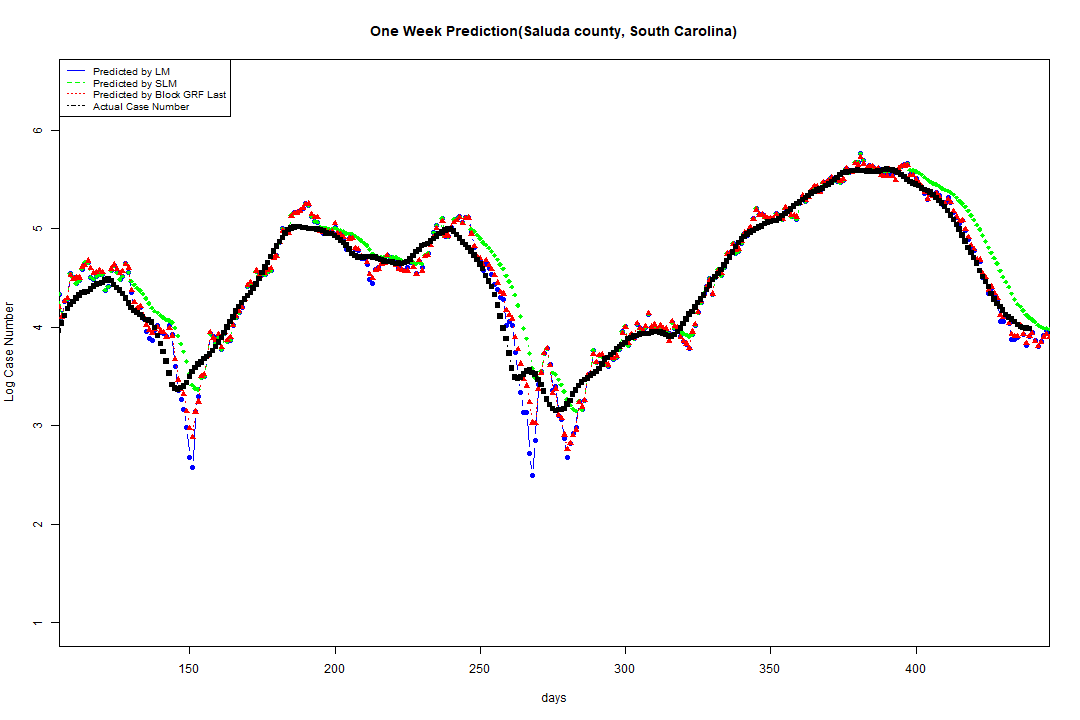 One Week Prediction(Saluda county, South Carolina)
Predicted by LM
Predicted by SLM
Predicted by Block GRF Last
Actual Case Number
6
5
4
3
2
1
Log Case Number
150 200 250 300 350 400
days